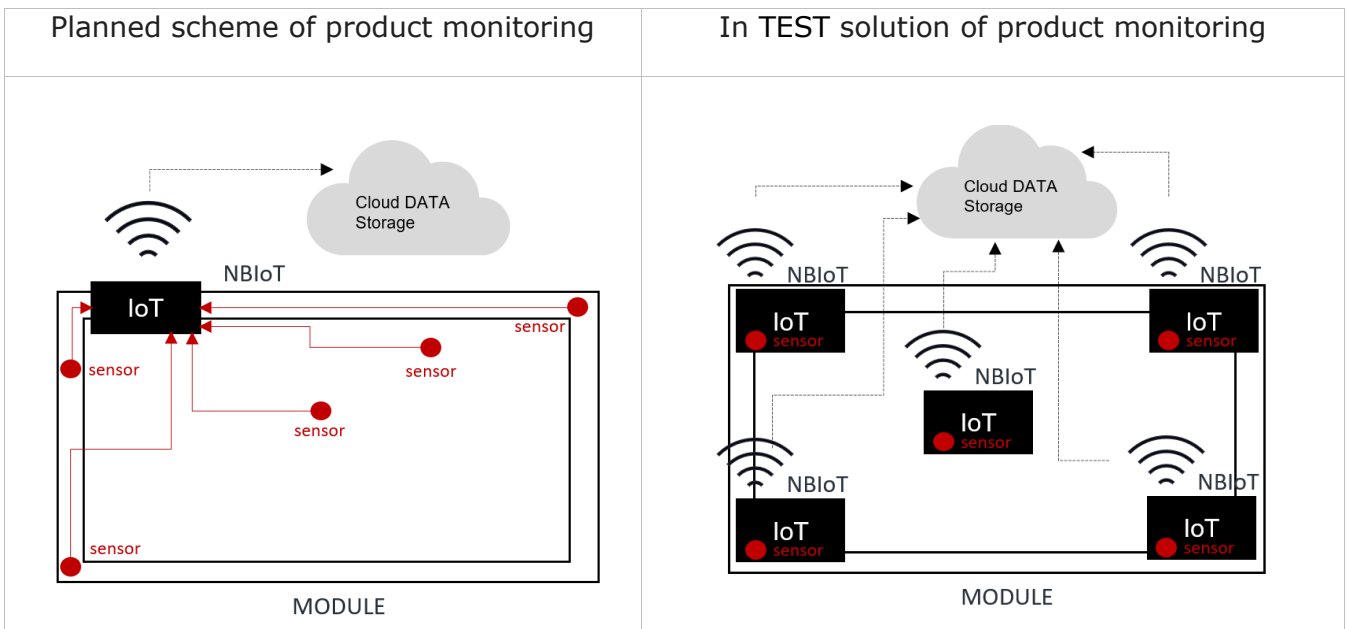 Planned scheme of product monitoring
In TEST solution of product monitoring
Cloud DATA
Storage
NBIoT
IoT
sensor
sensor
sensor
sensor
sensor
MODULE
Cloud DATA
Storage
NBIoT
NBIoT
IoT
sensor
IoT
sensor
NBIoT
IoT
sensor
NBIoT
NBIoT
IoT
sensor
IoT
sensor
MODULE